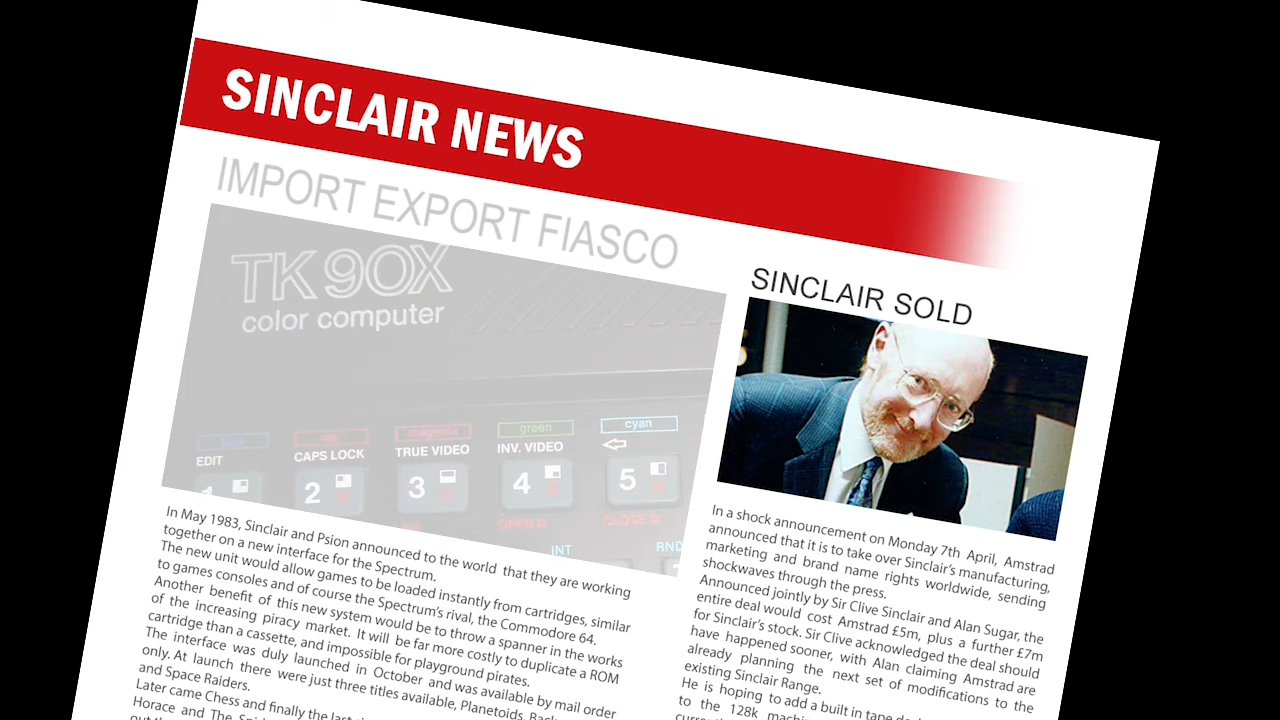 SINCLAIR NEWS
IMPORT EXPORT FIASCO
TK 90X
color computer
blue
red
magenta
green
cyan
EDIT
CAPS LOCK
TRUE VIDEO
INV. VIDEO
1
2
3
4
5
OPEN #
CLOSE #
INT
RND
In May 1983, Sinclair and Psion announced to the world that they are working
together on a new interface for the Spectrum.
The new unit would allow games to be loaded instantly from cartridges, similar
to games consoles and of course the Spectrum's rival, the Commodore 64.
Another benefit of this new system would be to throw a spanner in the works
of the increasing piracy market. It will be far more costly to duplicate a ROM
cartridge than a cassette, and impossible for playground pirates.
The interface was duly launched in October and was available by mail order
only. At launch there were just three titles available, Planetoids,
and Space Raiders.
Later came Chess and finally the last
Horace and The
SINCLAIR SOLD
In a shock announcement on Monday 7th April, Amstrad
announced that it is to take over Sinclair's manufacturing,
marketing and brand name rights worldwide, sending
shockwaves through the press.
Announced jointly by Sir Clive Sinclair and Alan Sugar, the
entire deal would cost Amstrad £5m, plus a further £7m
for Sinclair's stock. Sir Clive acknowledged the deal should
have happened sooner, with Alan claiming Amstrad are
already planning the next set of modifications to the
existing Sinclair Range.
He is hoping to add a built in tape
to the 128k